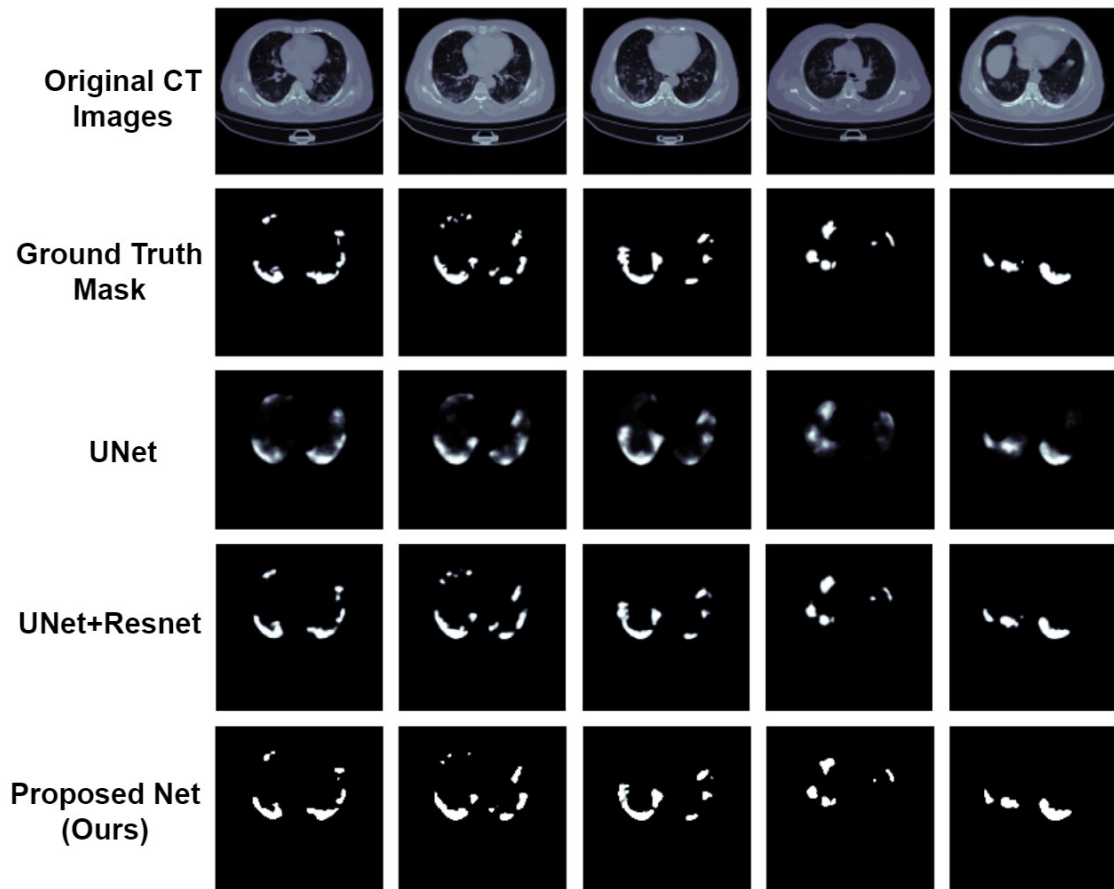 Original CT
Images
Ground Truth
Mask
UNet
UNet+Resnet
Proposed Net
(Ours)